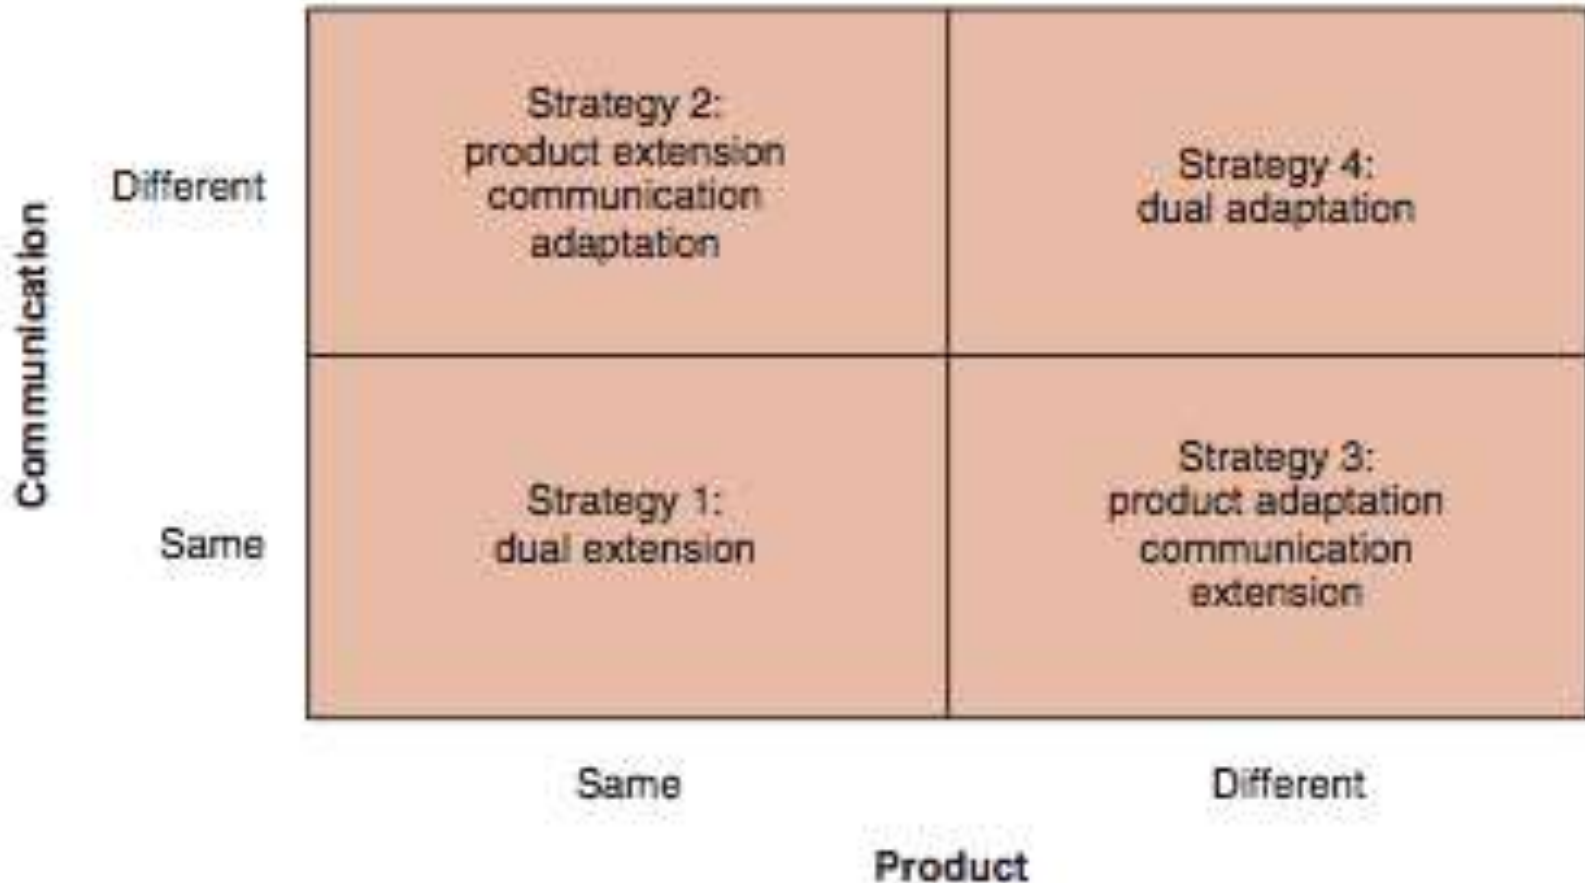 Strategy 2:
product extension
communication
adaptation
Strategy 4:
dual adaptation
Different
Communication
Strategy 1:
dual extension
Strategy 3:
product adaptation
communication
extension
Same
Same
Different
Product